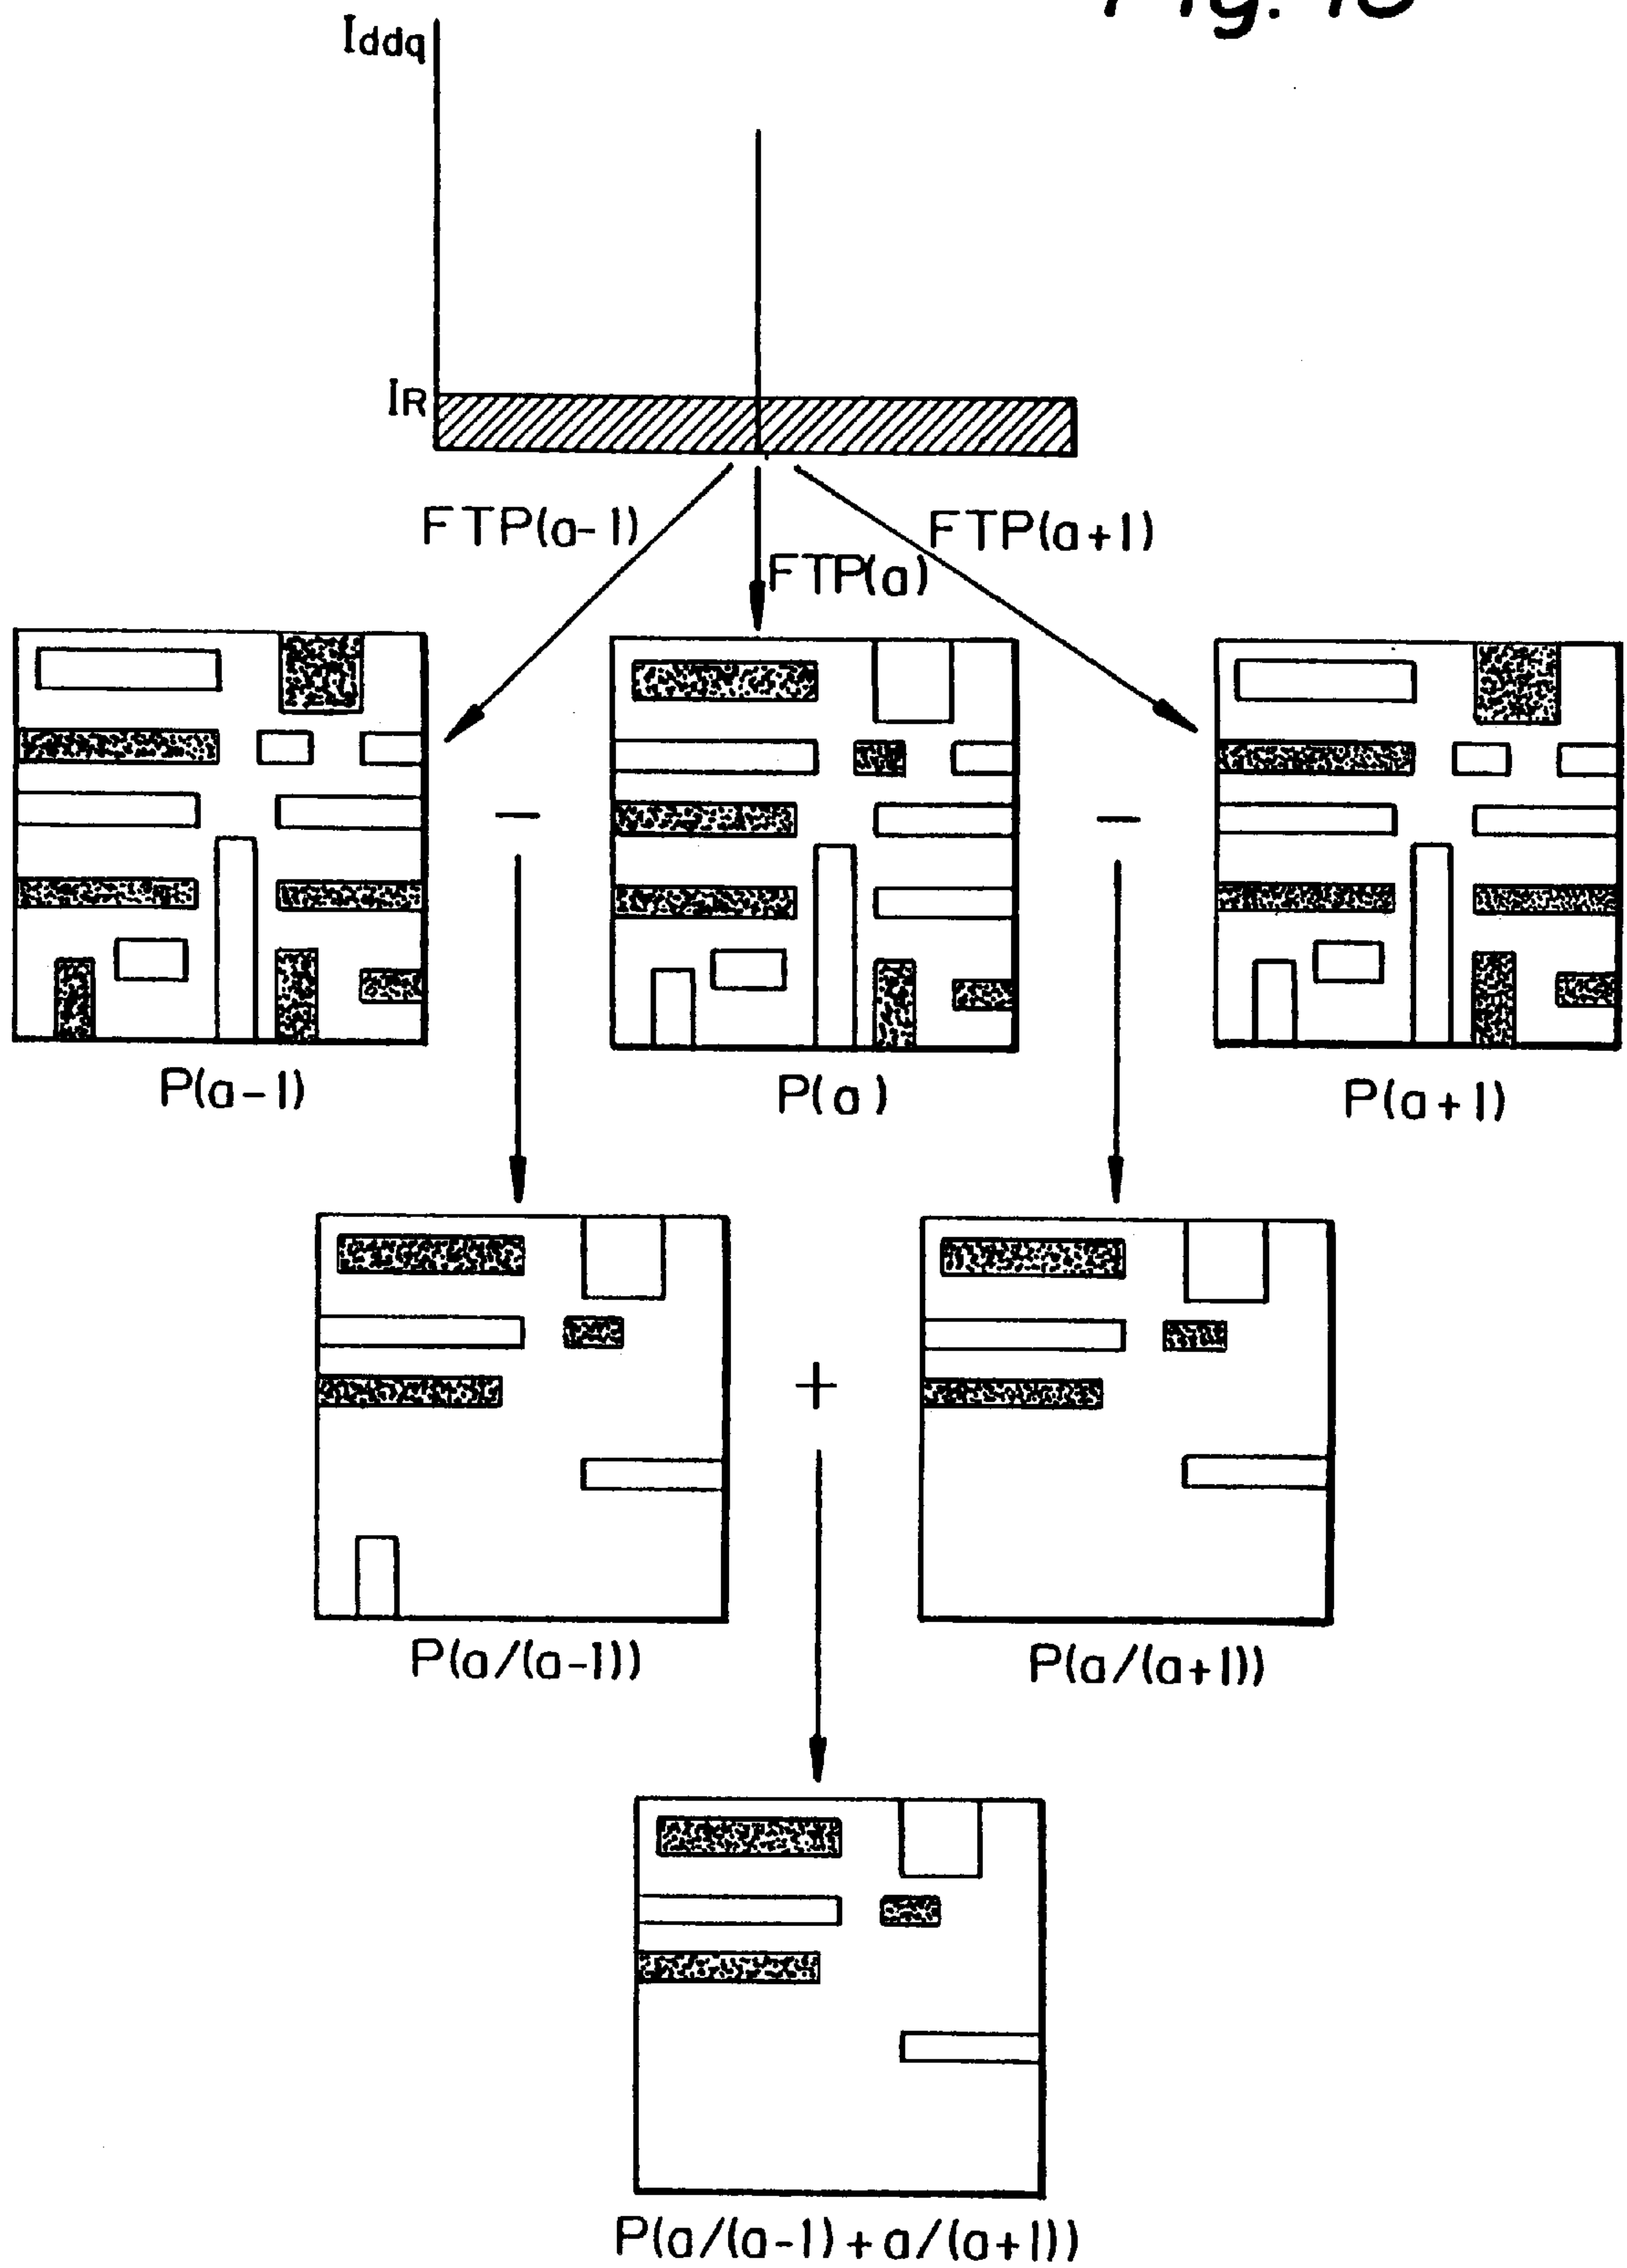 Iddq
IR
FTP(a-1)
FTP(a+1)
FTP(a)
−
−
P(a-1)
P(a)
P(a+1)
+
P(a/(a-1))
P(a/(a+1))
P(a/(a-1)+a/(a+1))